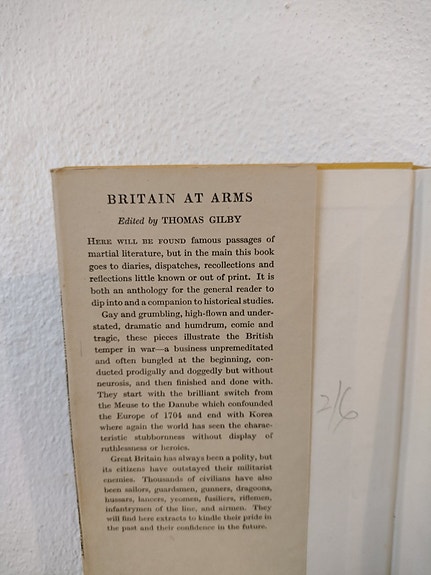 BRITAIN AT ARMS
Edited by THOMAS GILBY
HERE WILL BE FOUND famous passages of
martial literature, but in the main this book
goes to diaries, dispatches, recollections and
reflections little known or out of print. It is
both an anthology for the general reader to
dip into and a companion to historical studies.
Gay and grumbling, high-flown and under-
stated, dramatic and humdrum, comic and
tragic, these pieces illustrate the British
temper in war—a business unpremeditated
and often bungled at the beginning, con-
ducted prodigally and doggedly but without
neurosis, and then finished and done with.
They start with the brilliant switch from
the Meuse to the Danube which confounded
the Europe of 1704 and end with Korea
where again the world has seen the charac-
teristic stubbornness without display of
ruthlessness or heroics.
Great Britain has always been a polity, but
its citizens have outstayed their militarist
enemies. Thousands of civilians have also
been sailors, guardsmen, gunners, dragoons,
hussars, lancers, yeomen, fusiliers, riflemen,
infantrymen of the line, and airmen. They
will find here extracts to kindle their pride in
the past and their confidence in the future.
2/6